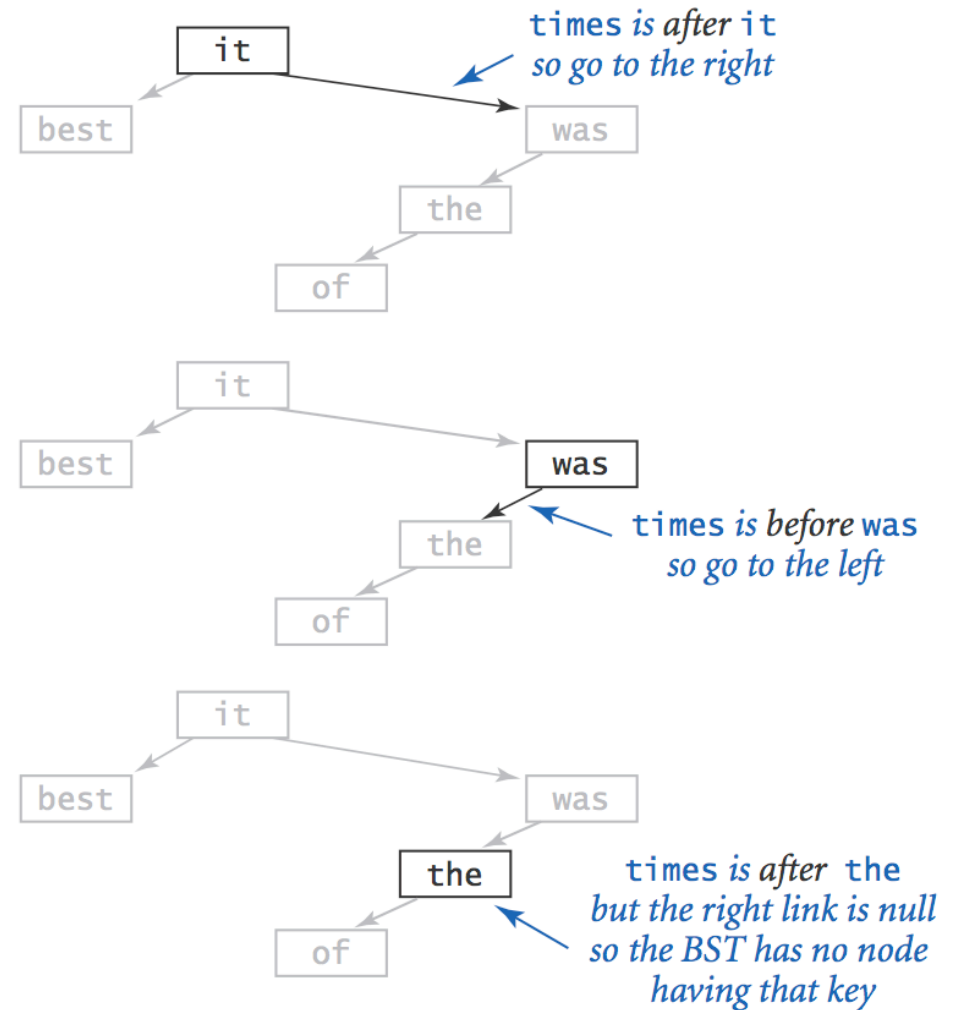 times is after it
so go to the right
it
best
was
the
of
it
best
was
times is before was
so go to the left
the
of
it
best
was
the
times is after the
but the right link is null
so the BST has no node
having that key
of